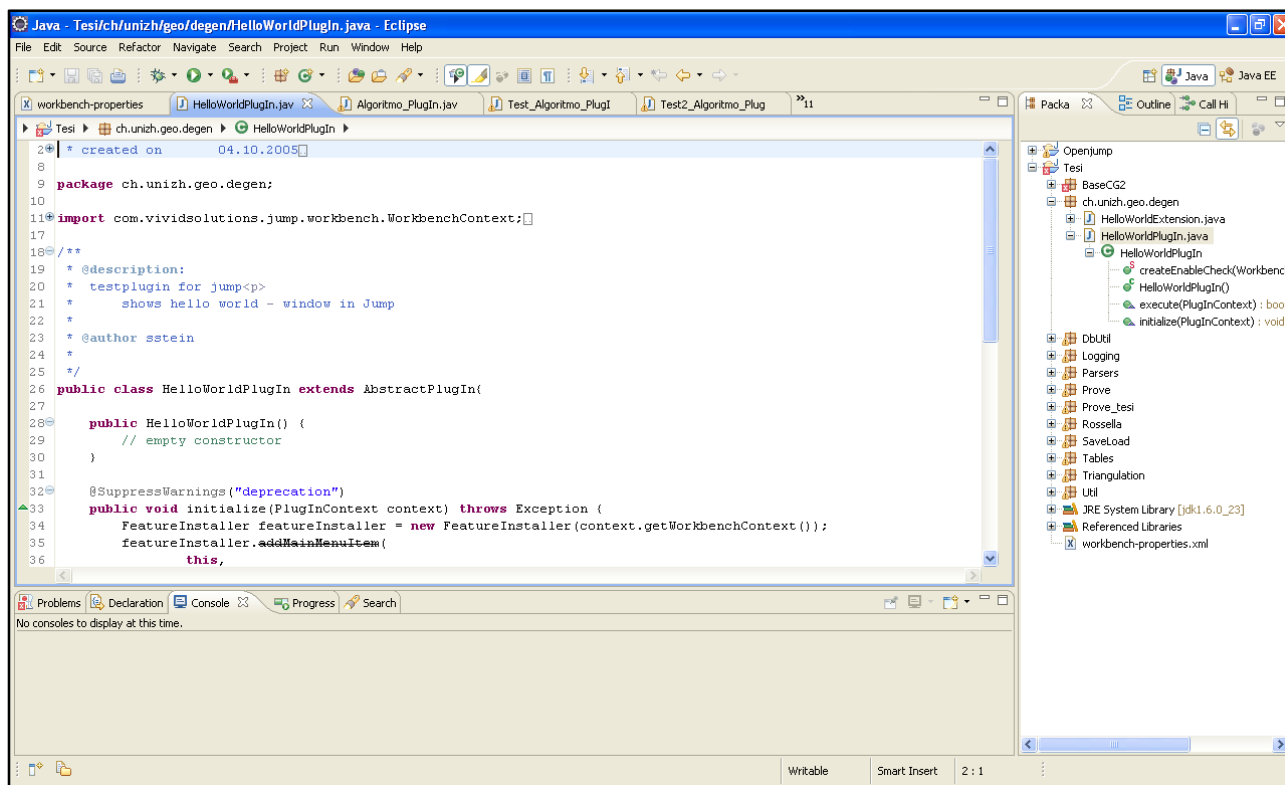 Java - Tesi/ch/unizh/geo/degen/HelloWorldPlugIn.java - Eclipse
File Edit Source Refactor Navigate Search Project Run Window Help
Java Java EE
workbench-properties HelloWorldPlugIn.jav Algoritmo_PlugIn.jav Test_Algoritmo_PlugI Test2_Algoritmo_Plug »11
Tesi ch.unizh.geo.degen HelloWorldPlugIn
2 * created on 04.10.2005
8
9 package ch.unizh.geo.degen;
10
11 import com.vividsolutions.jump.workbench.WorkbenchContext;
17
18 /**
19 * @description:
20 * testplugin for jump<p>
21 * shows hello world - window in Jump
22 *
23 * @author sstein
24 *
25 */
26 public class HelloWorldPlugIn extends AbstractPlugIn{
27
28 public HelloWorldPlugIn() {
29 // empty constructor
30 }
31
32 @SuppressWarnings("deprecation")
33 public void initialize(PlugInContext context) throws Exception {
34 FeatureInstaller featureInstaller = new FeatureInstaller(context.getWorkbenchContext());
35 featureInstaller.addMainMenuItem(
36 this,
Packa Outline Call Hi
Openjump
Tesi
BaseCG2
ch.unizh.geo.degen
HelloWorldExtension.java
HelloWorldPlugIn.java
HelloWorldPlugIn
createEnableCheck(Workbenc
HelloWorldPlugIn()
execute(PlugInContext) : boo
initialize(PlugInContext) : void
DbUtil
Logging
Parsers
Prove
Prove_tesi
Rossella
SaveLoad
Tables
Triangulation
Util
JRE System Library [jdk1.6.0_23]
Referenced Libraries
workbench-properties.xml
Problems Declaration Console Progress Search
No consoles to display at this time.
Writable Smart Insert 2 : 1